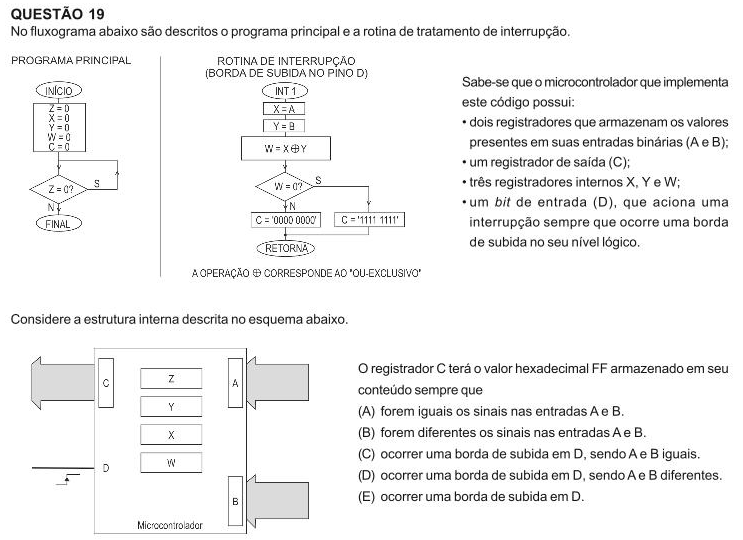 QUESTÃO 19
No fluxograma abaixo são descritos o programa principal e a rotina de tratamento de interrupção.
PROGRAMA PRINCIPAL
INÍCIO
Z = 0
X = 0
Y = 0
W = 0
C = 0
Z = 0?
S
N
FINAL
ROTINA DE INTERRUPÇÃO
(BORDA DE SUBIDA NO PINO D)
INT 1
X = A
Y = B
W = X ⊕ Y
W = 0?
S
N
C = '0000 0000'
C = '1111 1111'
RETORNA
A OPERAÇÃO ⊕ CORRESPONDE AO "OU-EXCLUSIVO"
Sabe-se que o microcontrolador que implementa
este código possui:
• dois registradores que armazenam os valores
presentes em suas entradas binárias (A e B);
• um registrador de saída (C);
• três registradores internos X, Y e W;
• um bit de entrada (D), que aciona uma
interrupção sempre que ocorre uma borda
de subida no seu nível lógico.
Considere a estrutura interna descrita no esquema abaixo.
C
Z
A
Y
X
D
W
B
Microcontrolador
O registrador C terá o valor hexadecimal FF armazenado em seu
conteúdo sempre que
(A) forem iguais os sinais nas entradas A e B.
(B) forem diferentes os sinais nas entradas A e B.
(C) ocorrer uma borda de subida em D, sendo A e B iguais.
(D) ocorrer uma borda de subida em D, sendo A e B diferentes.
(E) ocorrer uma borda de subida em D.